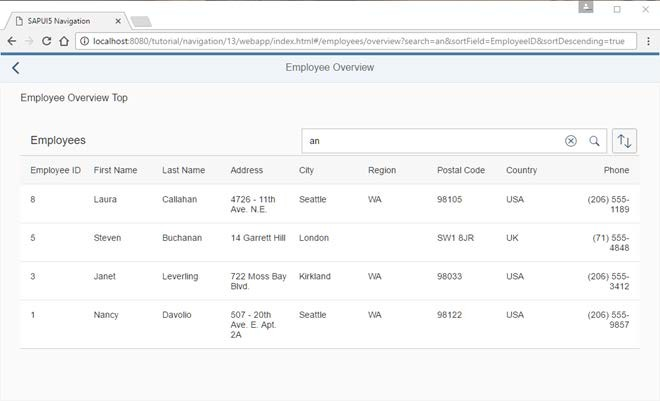 SAPUI5 Navigation
localhost:8080/tutorial/navigation/13/webapp/index.html#/employees/overview?search=an&sortField=EmployeeID&sortDescending=true
Employee Overview
Employee Overview Top
Employees an
Employee ID First Name Last Name Address City Region Postal Code Country Phone
8 Laura Callahan 4726 - 11th Seattle WA 98105 USA (206) 555-
Ave. N.E. 1189
5 Steven Buchanan 14 Garrett Hill London SW1 8JR UK (71) 555-
4848
3 Janet Leverling 722 Moss Bay Kirkland WA 98033 USA (206) 555-
Blvd. 3412
1 Nancy Davolio 507 - 20th Seattle WA 98122 USA (206) 555-
Ave. E. Apt. 9857
2A